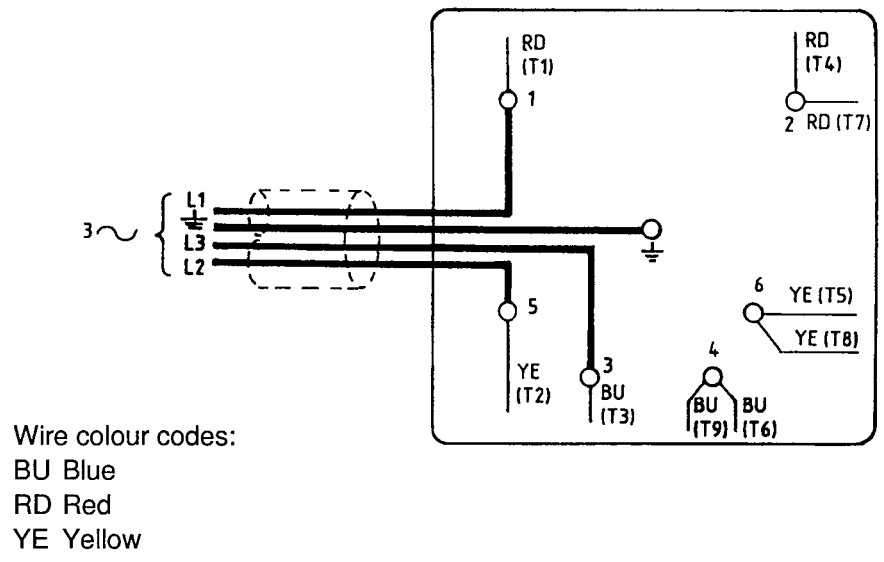 RD
(T1)
1
RD
(T4)
2 RD (T7)
3
L1
L3
L2
5
YE
(T2)
3
BU
(T3)
6
YE (T5)
YE (T8)
4
BU
(T9)
BU
(T6)
Wire colour codes:
BU Blue
RD Red
YE Yellow